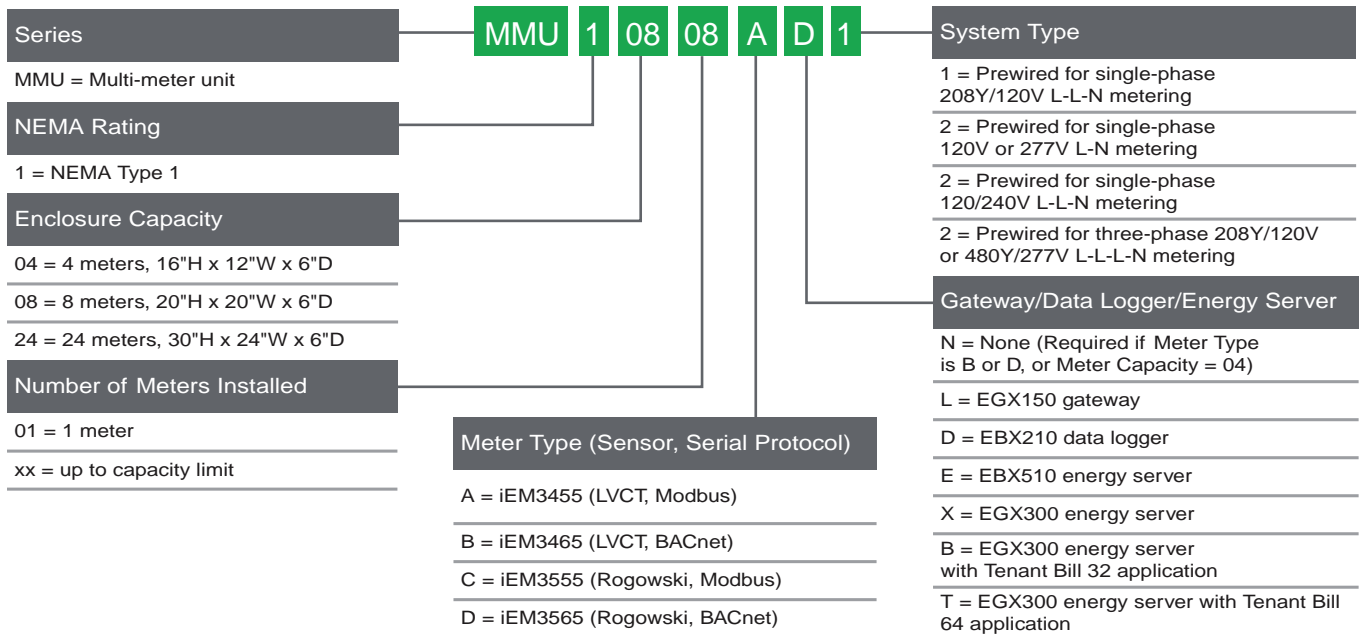 MMU 1 08 08 A D 1
Series
MMU = Multi-meter unit
NEMA Rating
1 = NEMA Type 1
Enclosure Capacity
04 = 4 meters, 16"H x 12"W x 6"D
08 = 8 meters, 20"H x 20"W x 6"D
24 = 24 meters, 30"H x 24"W x 6"D
Number of Meters Installed
01 = 1 meter
xx = up to capacity limit
Meter Type (Sensor, Serial Protocol)
A = iEM3455 (LVCT, Modbus)
B = iEM3465 (LVCT, BACnet)
C = iEM3555 (Rogowski, Modbus)
D = iEM3565 (Rogowski, BACnet)
System Type
1 = Prewired for single-phase
208Y/120V L-L-N metering
2 = Prewired for single-phase
120V or 277V L-N metering
2 = Prewired for single-phase
120/240V L-L-N metering
2 = Prewired for three-phase 208Y/120V
or 480Y/277V L-L-L-N metering
Gateway/Data Logger/Energy Server
N = None (Required if Meter Type
is B or D, or Meter Capacity = 04)
L = EGX150 gateway
D = EBX210 data logger
E = EBX510 energy server
X = EGX300 energy server
B = EGX300 energy server
with Tenant Bill 32 application
T = EGX300 energy server with Tenant Bill
64 application